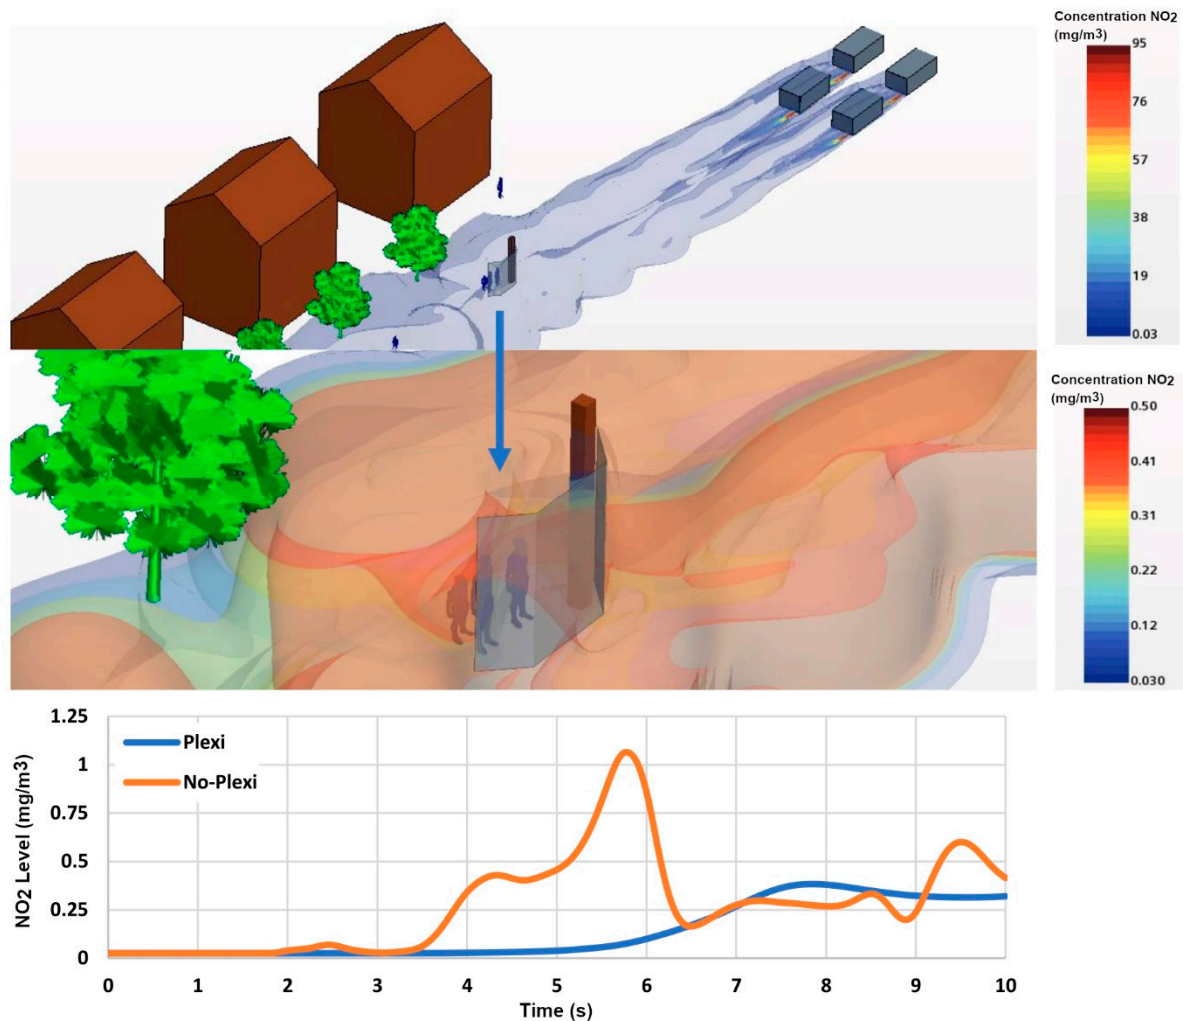 Concentration NO2
(mg/m3)
95
76
57
38
19
0.03
Concentration NO2
(mg/m3)
0.50
0.41
0.31
0.22
0.12
0.030
1.25
1
0.75
0.5
0.25
0
NO2 Level (mg/m3)
Plexi
No-Plexi
0 1 2 3 4 5 6 7 8 9 10
Time (s)